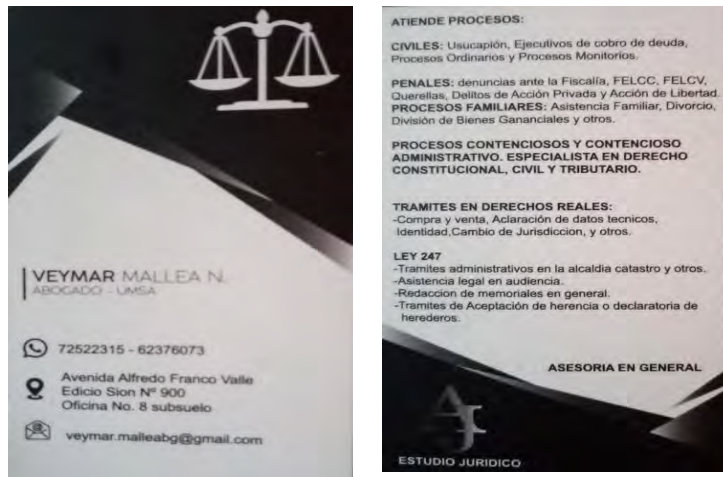 VEYMAR MALLEA N.
ABOGADO - UMSA
72522315 - 62376073
Avenida Alfredo Franco Valle
Edicio Sion Nº 900
Oficina No. 8 subsuelo
veymar.malleabg@gmail.com
ATIENDE PROCESOS:
CIVILES: Usucapión, Ejecutivos de cobro de deuda,
Procesos Ordinarios y Procesos Monitorios.
PENALES: denuncias ante la Fiscalía, FELCC, FELCV,
Querellas, Delitos de Acción Privada y Acción de Libertad.
PROCESOS FAMILIARES: Asistencia Familiar, Divorcio,
División de Bienes Gananciales y otros.
PROCESOS CONTENCIOSOS Y CONTENCIOSO
ADMINISTRATIVO. ESPECIALISTA EN DERECHO
CONSTITUCIONAL, CIVIL Y TRIBUTARIO.
TRAMITES EN DERECHOS REALES:
-Compra y venta, Aclaración de datos tecnicos,
Identidad,Cambio de Jurisdiccion, y otros.
LEY 247
-Tramites administrativos en la alcaldia catastro y otros.
-Asistencia legal en audiencia.
-Redaccion de memoriales en general.
-Tramites de Aceptación de herencia o declaratoria de
herederos.
ASESORIA EN GENERAL
AJ
ESTUDIO JURIDICO